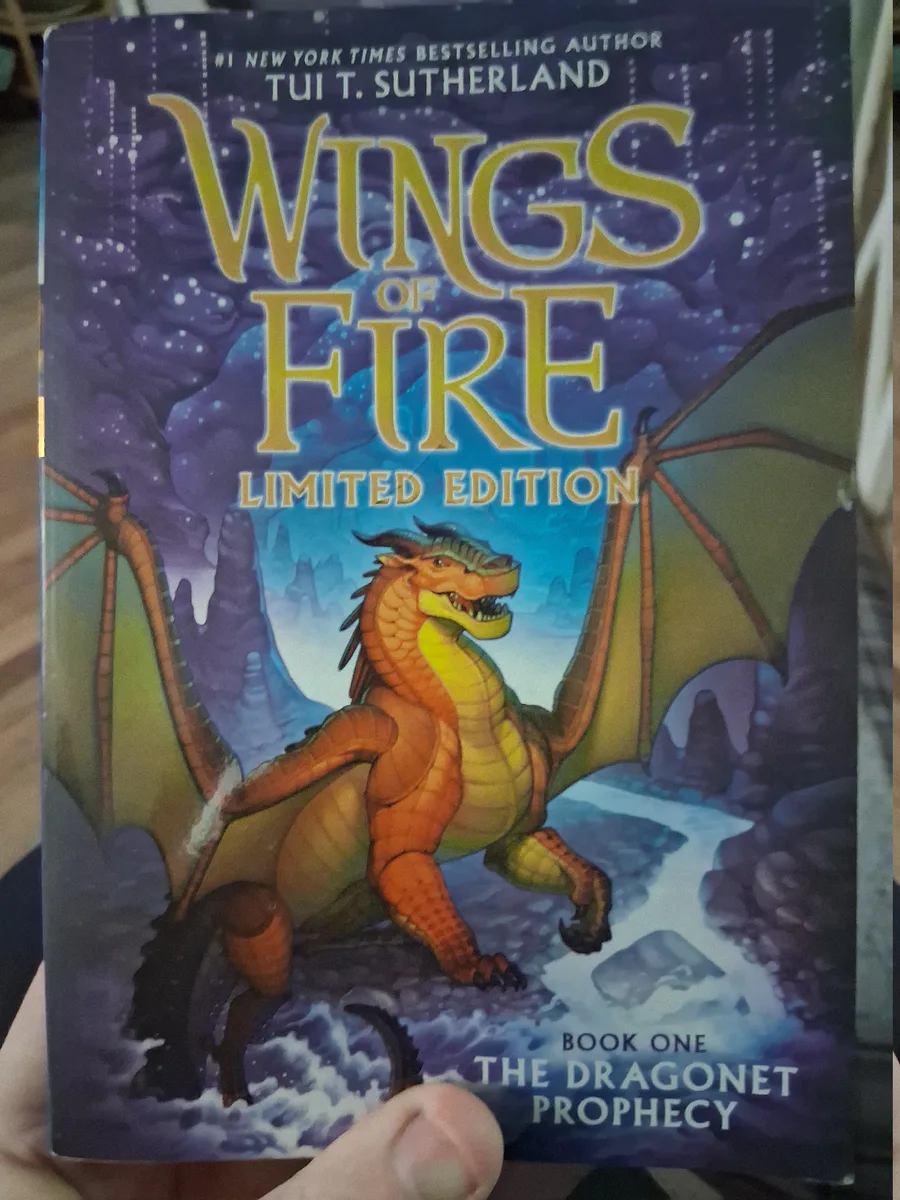 #1 NEW YORK TIMES BESTSELLING AUTHOR
TUI T. SUTHERLAND
WINGS
OF
FIRE
LIMITED EDITION
BOOK ONE
THE DRAGONET
PROPHECY